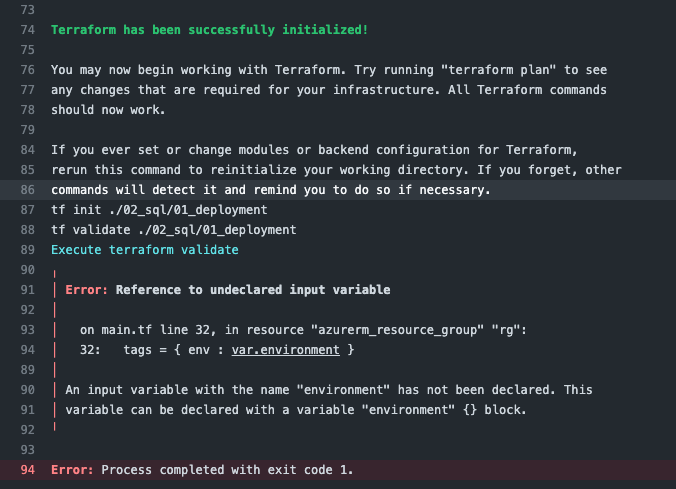 73
74 Terraform has been successfully initialized!
75
76 You may now begin working with Terraform. Try running "terraform plan" to see
77 any changes that are required for your infrastructure. All Terraform commands
78 should now work.
79
84 If you ever set or change modules or backend configuration for Terraform,
85 rerun this command to reinitialize your working directory. If you forget, other
86 commands will detect it and remind you to do so if necessary.
87 tf init ./02_sql/01_deployment
88 tf validate ./02_sql/01_deployment
89 Execute terraform validate
90 ╷
91 │ Error: Reference to undeclared input variable
92 │
93 │   on main.tf line 32, in resource "azurerm_resource_group" "rg":
94 │   32:   tags = { env : var.environment }
89 │
90 │ An input variable with the name "environment" has not been declared. This
91 │ variable can be declared with a variable "environment" {} block.
92 ╵
93
94 Error: Process completed with exit code 1.